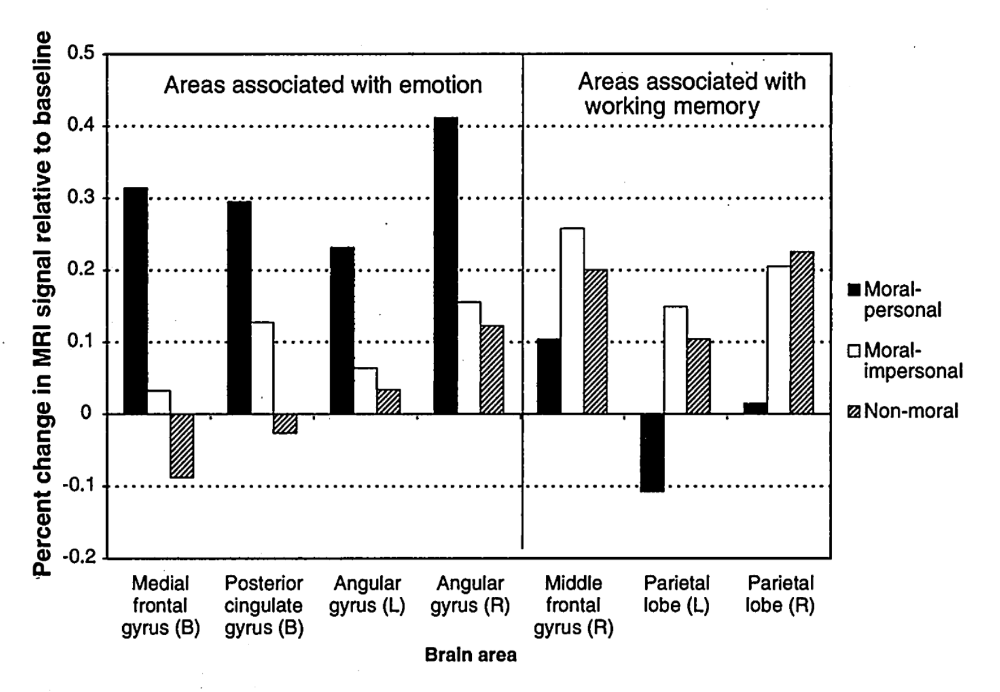 Percent change in MRI signal relative to baseline
0.5
0.4
0.3
0.2
0.1
0
-0.1
-0.2
Areas associated with emotion
Areas associated with
working memory
Moral-
personal
Moral-
impersonal
Non-moral
Medial
frontal
gyrus (B)
Posterior
cingulate
gyrus (B)
Angular
gyrus (L)
Angular
gyrus (R)
Middle
frontal
gyrus (R)
Parietal
lobe (L)
Parietal
lobe (R)
Brain area